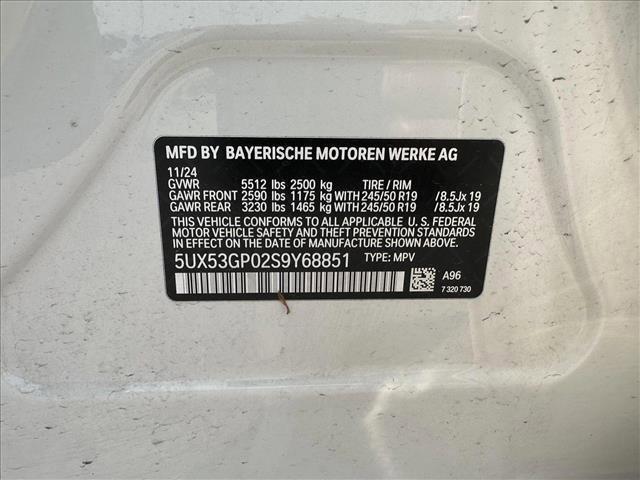 MFD BY BAYERISCHE MOTOREN WERKE AG
11/24
GVWR 5512 lbs 2500 kg TIRE / RIM
GAWR FRONT 2590 lbs 1175 kg WITH 245/50 R19 /8.5Jx 19
GAWR REAR 3230 lbs 1465 kg WITH 245/50 R19 /8.5Jx 19
THIS VEHICLE CONFORMS TO ALL APPLICABLE U. S. FEDERAL
MOTOR VEHICLE SAFETY AND THEFT PREVENTION STANDARDS
IN EFFECT ON THE DATE OF MANUFACTURE SHOWN ABOVE.
5UX53GP02S9Y68851 TYPE: MPV
A96
7 320 730